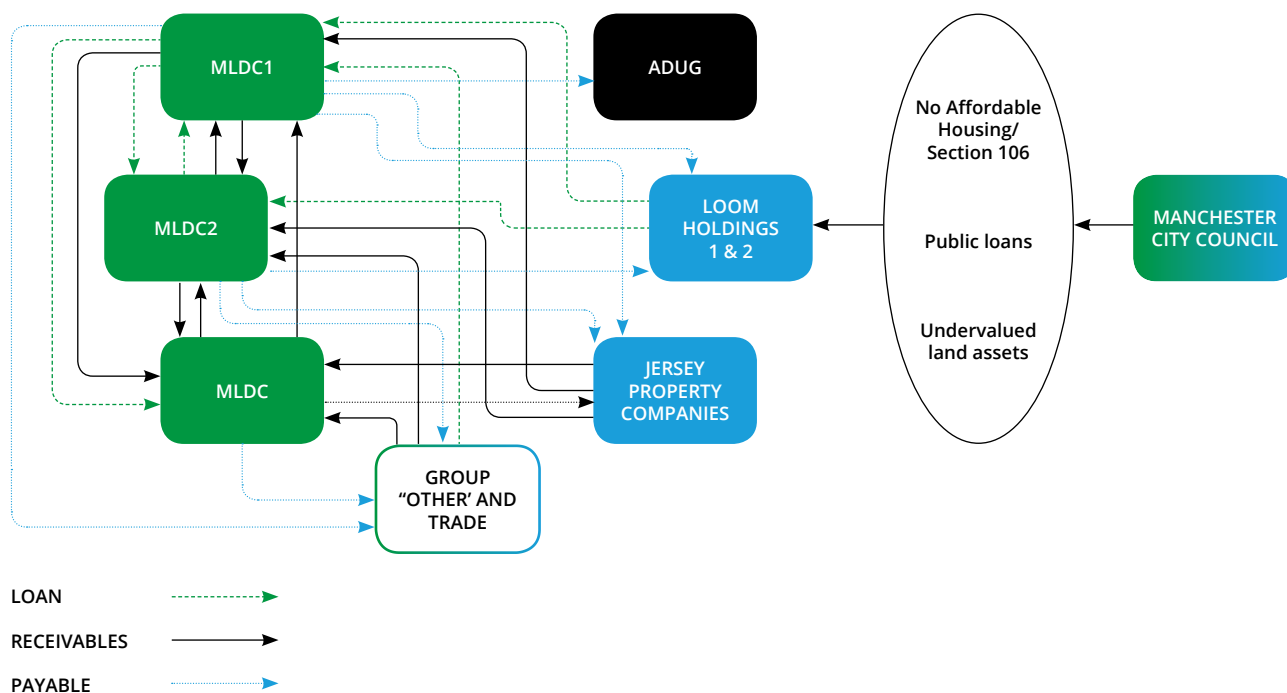 MLDC1
ADUG
No Affordable
Housing/
Section 106
MLDC2
LOOM
HOLDINGS
1 & 2
Public loans
MANCHESTER
CITY COUNCIL
Undervalued
land assets
MLDC
JERSEY
PROPERTY
COMPANIES
GROUP
“OTHER’ AND
TRADE
LOAN
RECEIVABLES
PAYABLE